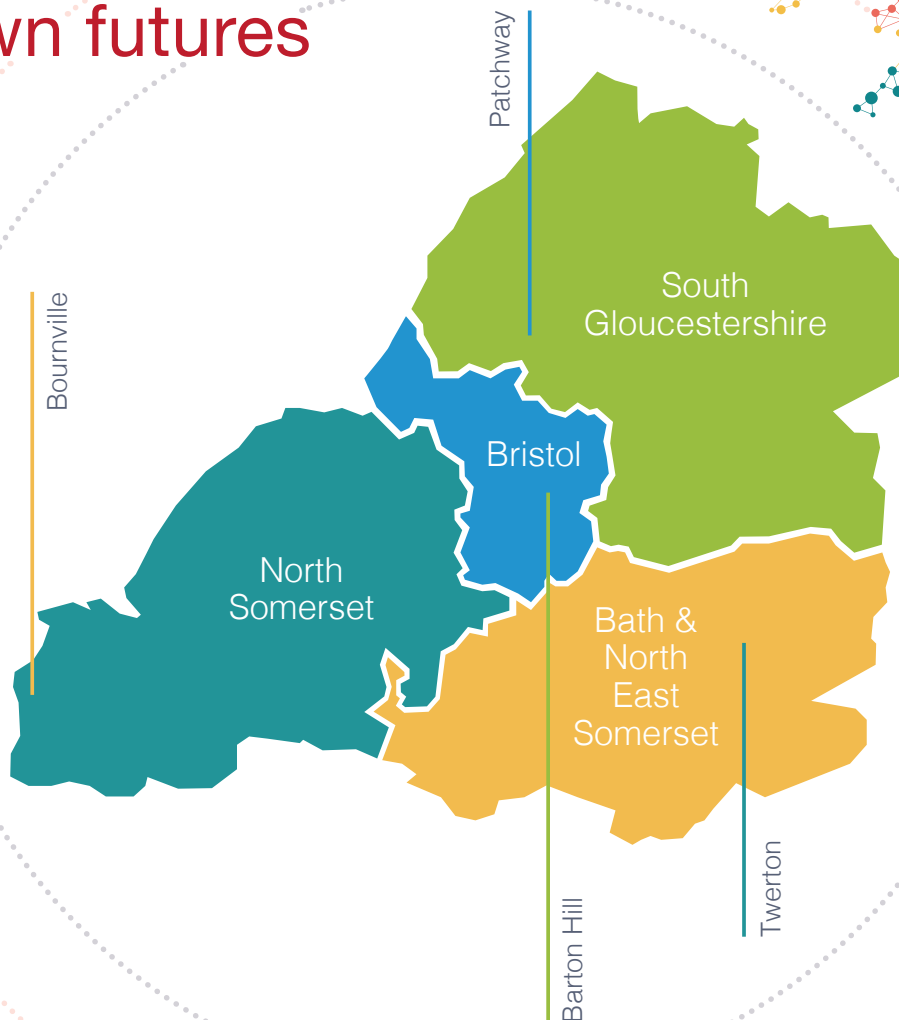 wn futures
Patchway
South
Gloucestershire
Bournville
Bristol
North
Somerset
Bath &
North
East
Somerset
Twerton
Barton Hill